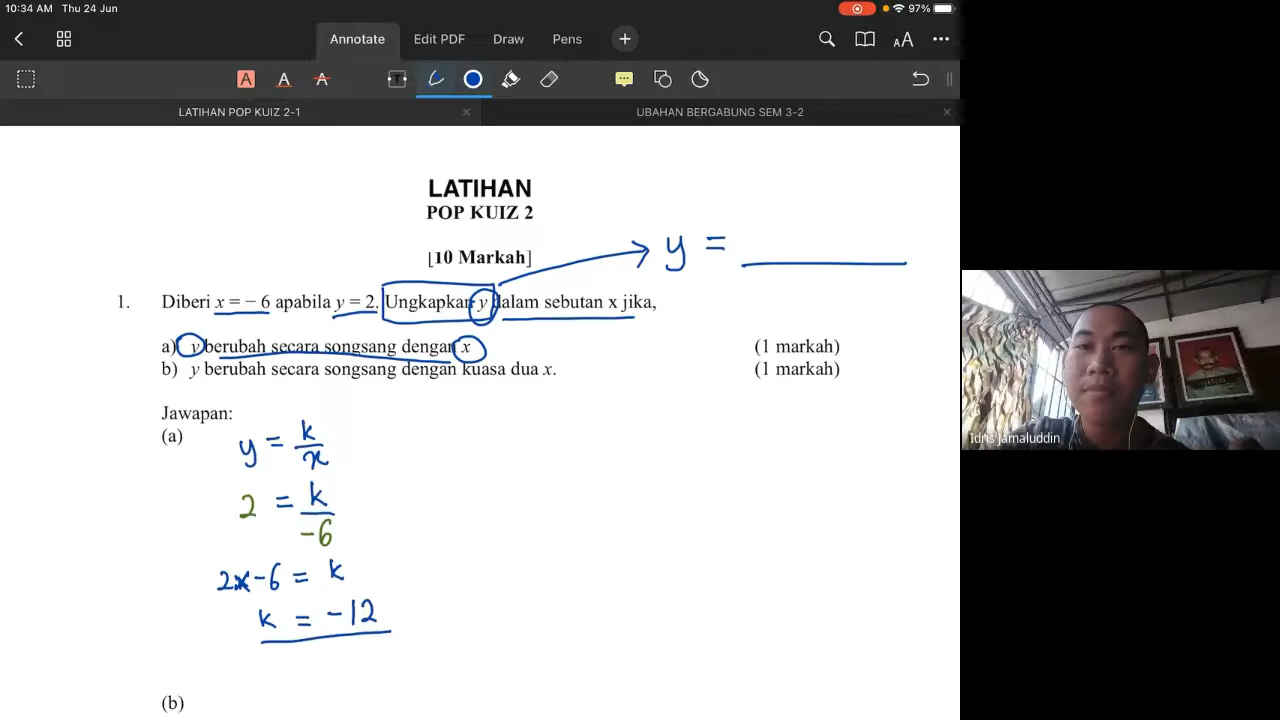 10:34 AM Thu 24 Jun 97%
Annotate Edit PDF Draw Pens
LATIHAN POP KUIZ 2-1 UBAHAN BERGABUNG SEM 3-2
LATIHAN
POP KUIZ 2
[10 Markah]
y =
1. Diberi x = − 6 apabila y = 2. Ungkapkan y dalam sebutan x jika,
a) y berubah secara songsang dengan x (1 markah)
b) y berubah secara songsang dengan kuasa dua x. (1 markah)
Jawapan:
(a)
y = k/x
2 = k/-6
2x-6 = k
k = -12
(b)
Idris Jamaluddin